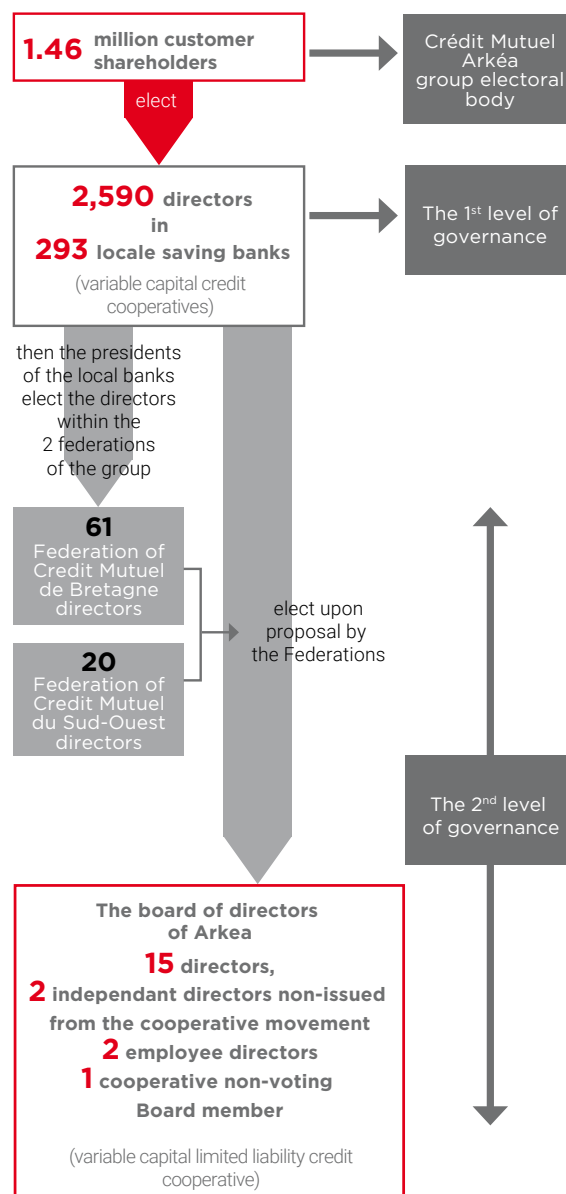 1.46 million customer
shareholders
Crédit Mutuel
Arkéa
group electoral
body
elect
2,590 directors
in
293 locale saving banks
(variable capital credit
cooperatives)
The 1st level of
governance
then the presidents
of the local banks
elect the directors
within the
2 federations
of the group
61
Federation of
Credit Mutuel
de Bretagne
directors
elect upon
proposal by
the Federations
20
Federation of
Credit Mutuel
du Sud-Ouest
directors
The 2nd level
of governance
The board of directors
of Arkea
15 directors,
2 independant directors non-issued
from the cooperative movement
2 employee directors
1 cooperative non-voting
Board member
(variable capital limited liability credit
cooperative)